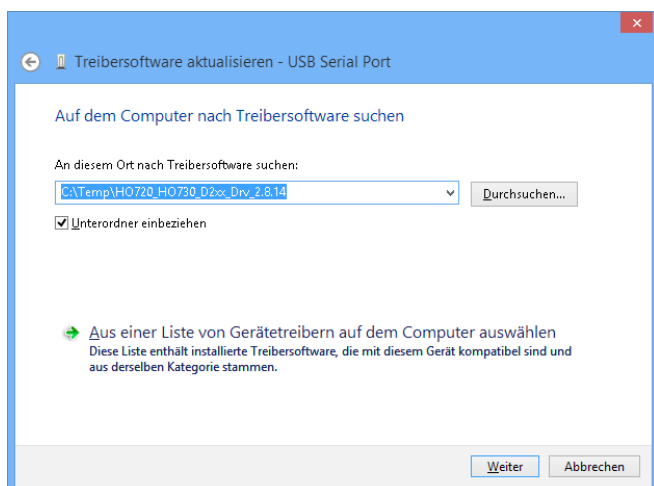 Treibersoftware aktualisieren - USB Serial Port
Auf dem Computer nach Treibersoftware suchen
An diesem Ort nach Treibersoftware suchen:
C:\Temp\HO720_HO730_D2xx_Drv_2.8.14
Durchsuchen...
Unterordner einbeziehen
Aus einer Liste von Gerätetreibern auf dem Computer auswählen
Diese Liste enthält installierte Treibersoftware, die mit diesem Gerät kompatibel sind und
aus derselben Kategorie stammen.
Weiter
Abbrechen